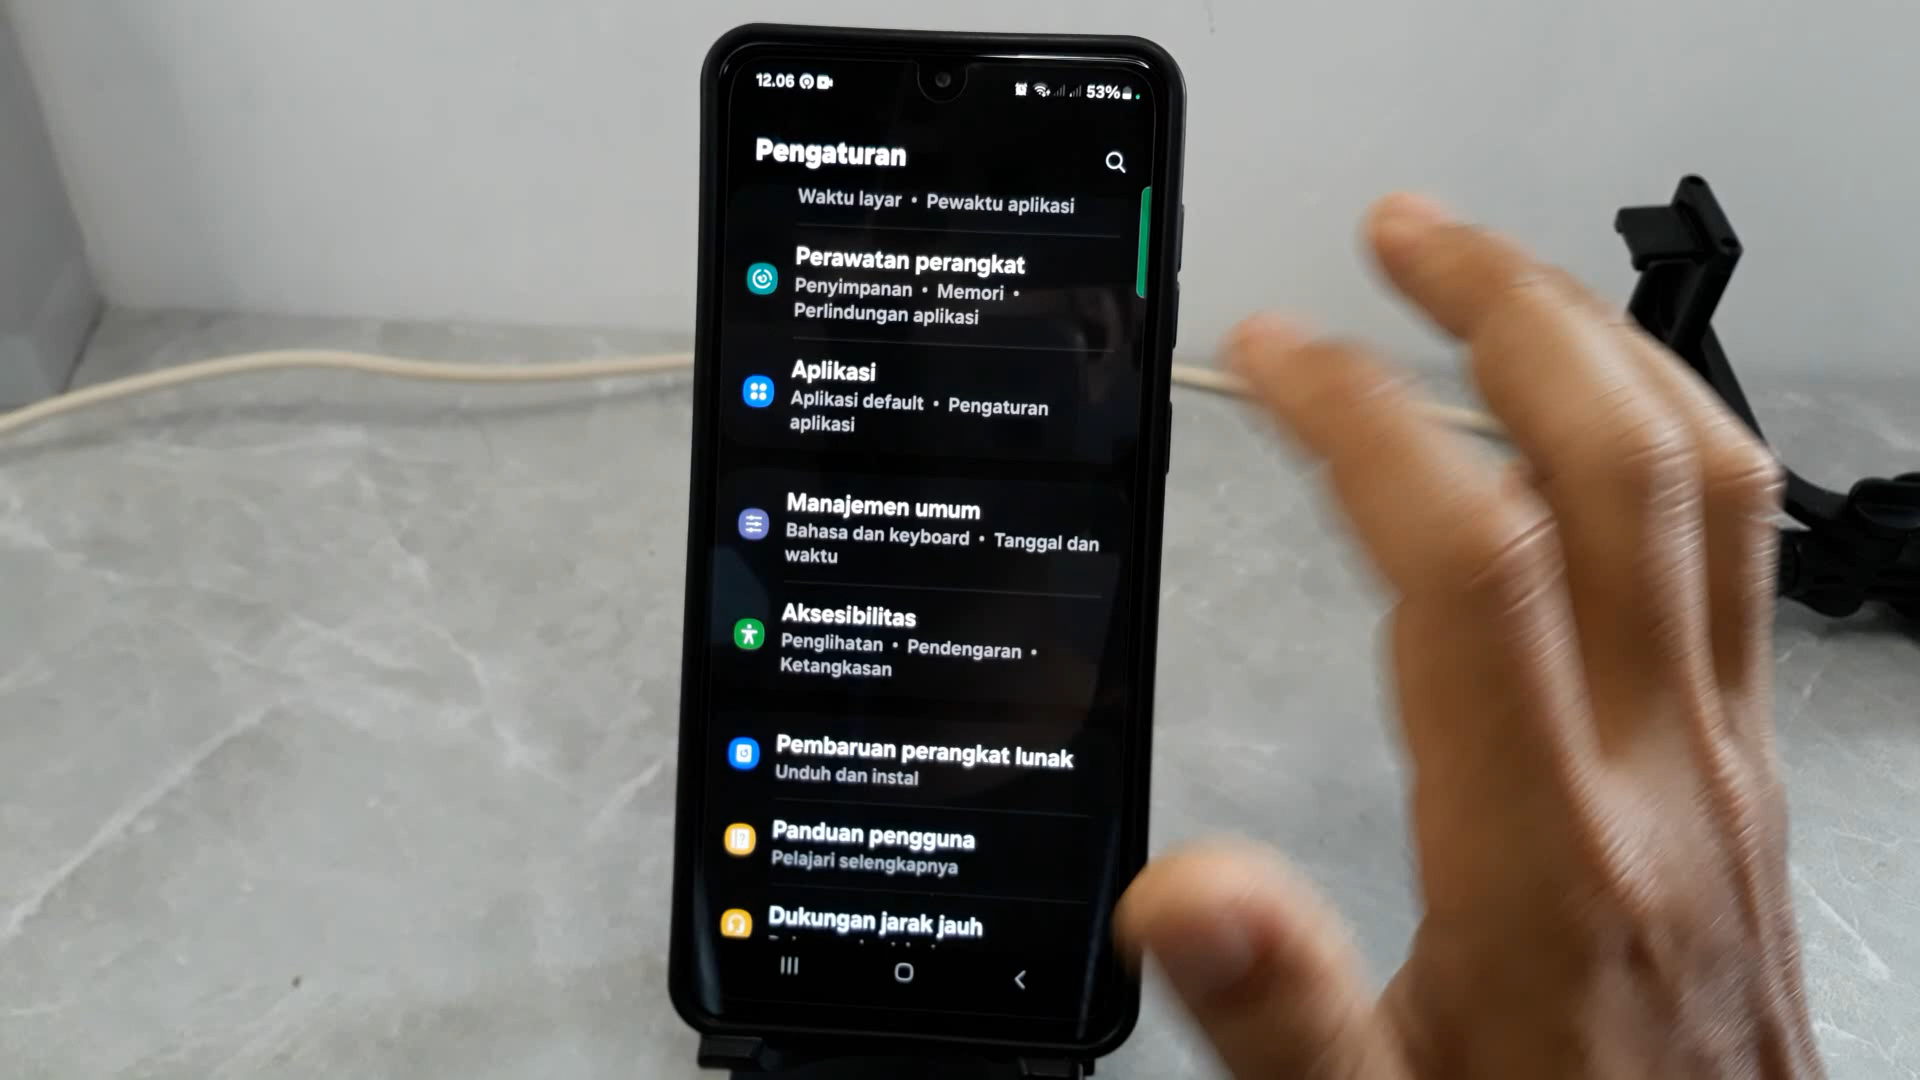 12.06
53%
Pengaturan
Waktu layar • Pewaktu aplikasi
Perawatan perangkat
Penyimpanan • Memori •
Perlindungan aplikasi
Aplikasi
Aplikasi default • Pengaturan
aplikasi
Manajemen umum
Bahasa dan keyboard • Tanggal dan
waktu
Aksesibilitas
Penglihatan • Pendengaran •
Ketangkasan
Pembaruan perangkat lunak
Unduh dan instal
Panduan pengguna
Pelajari selengkapnya
Dukungan jarak jauh